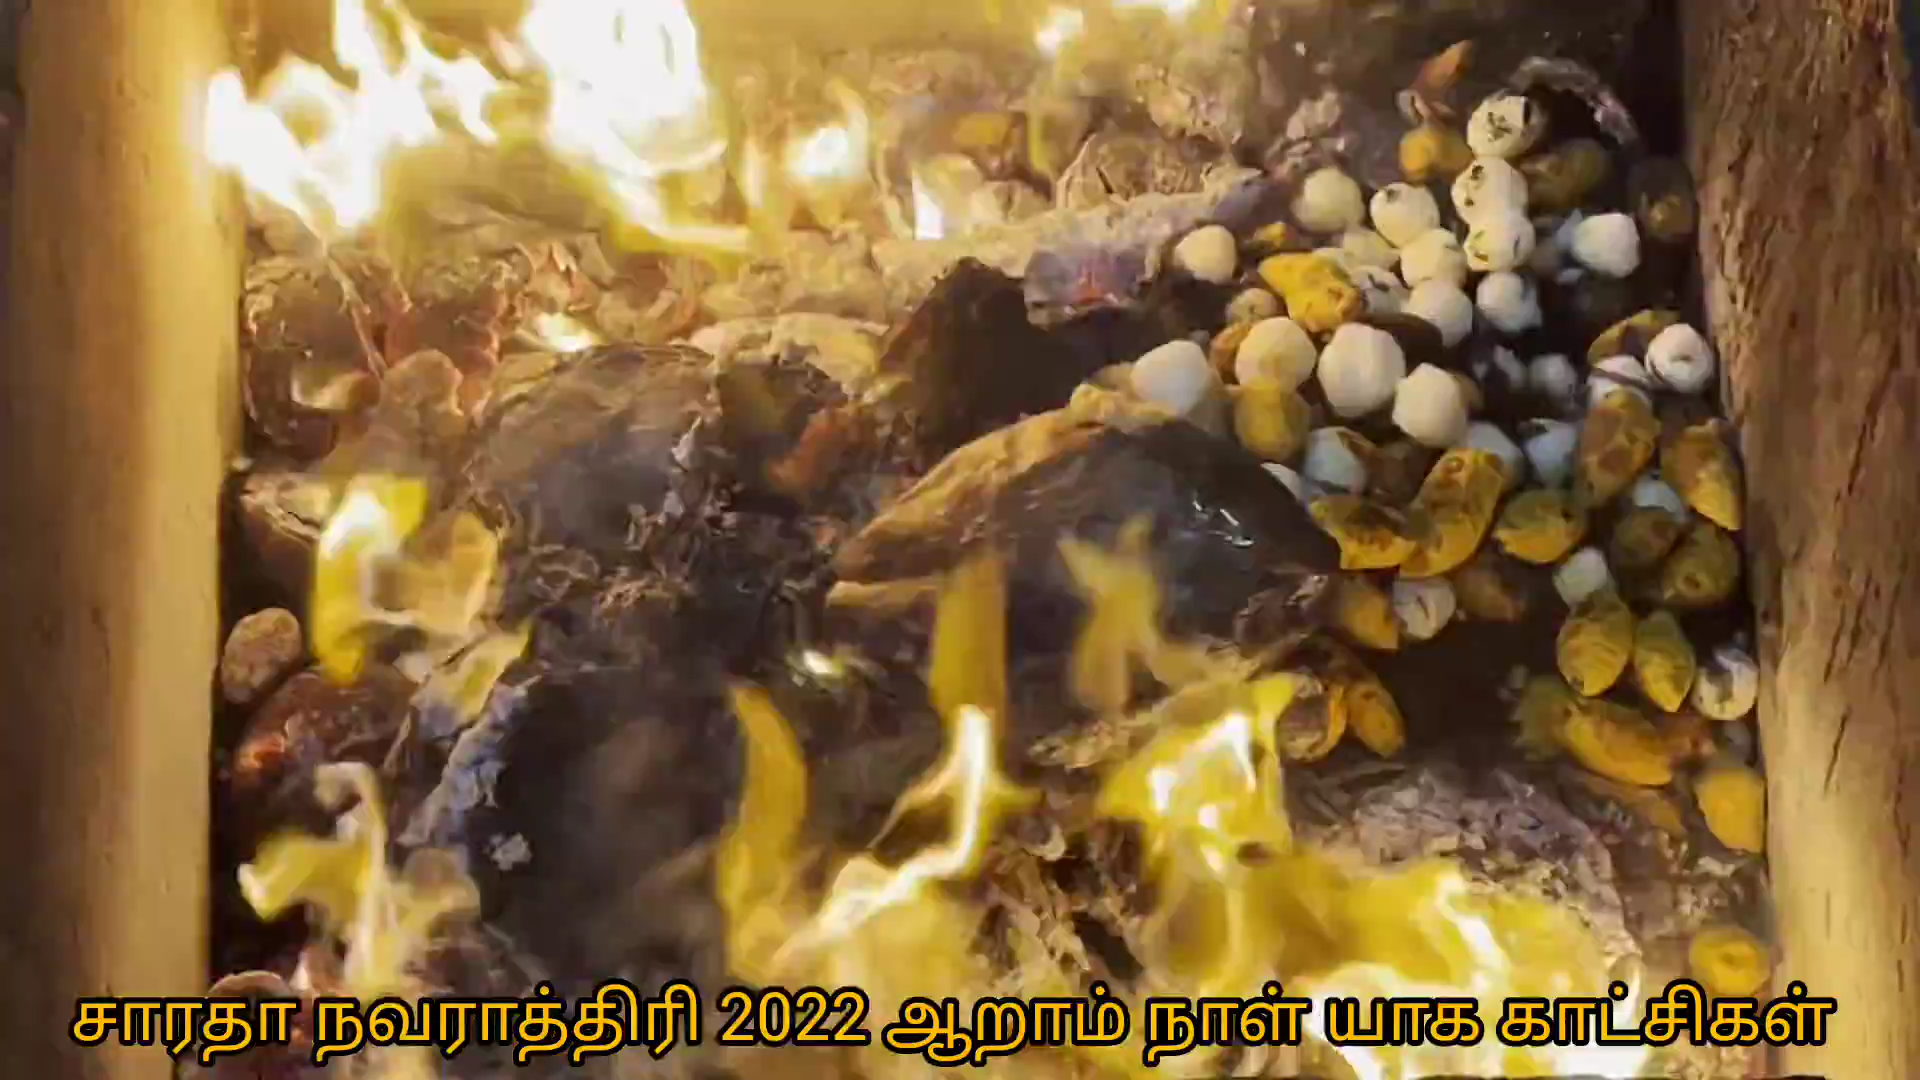 சாரதா நவராத்திரி 2022 ஆறாம் நாள் யாக காட்சிகள்